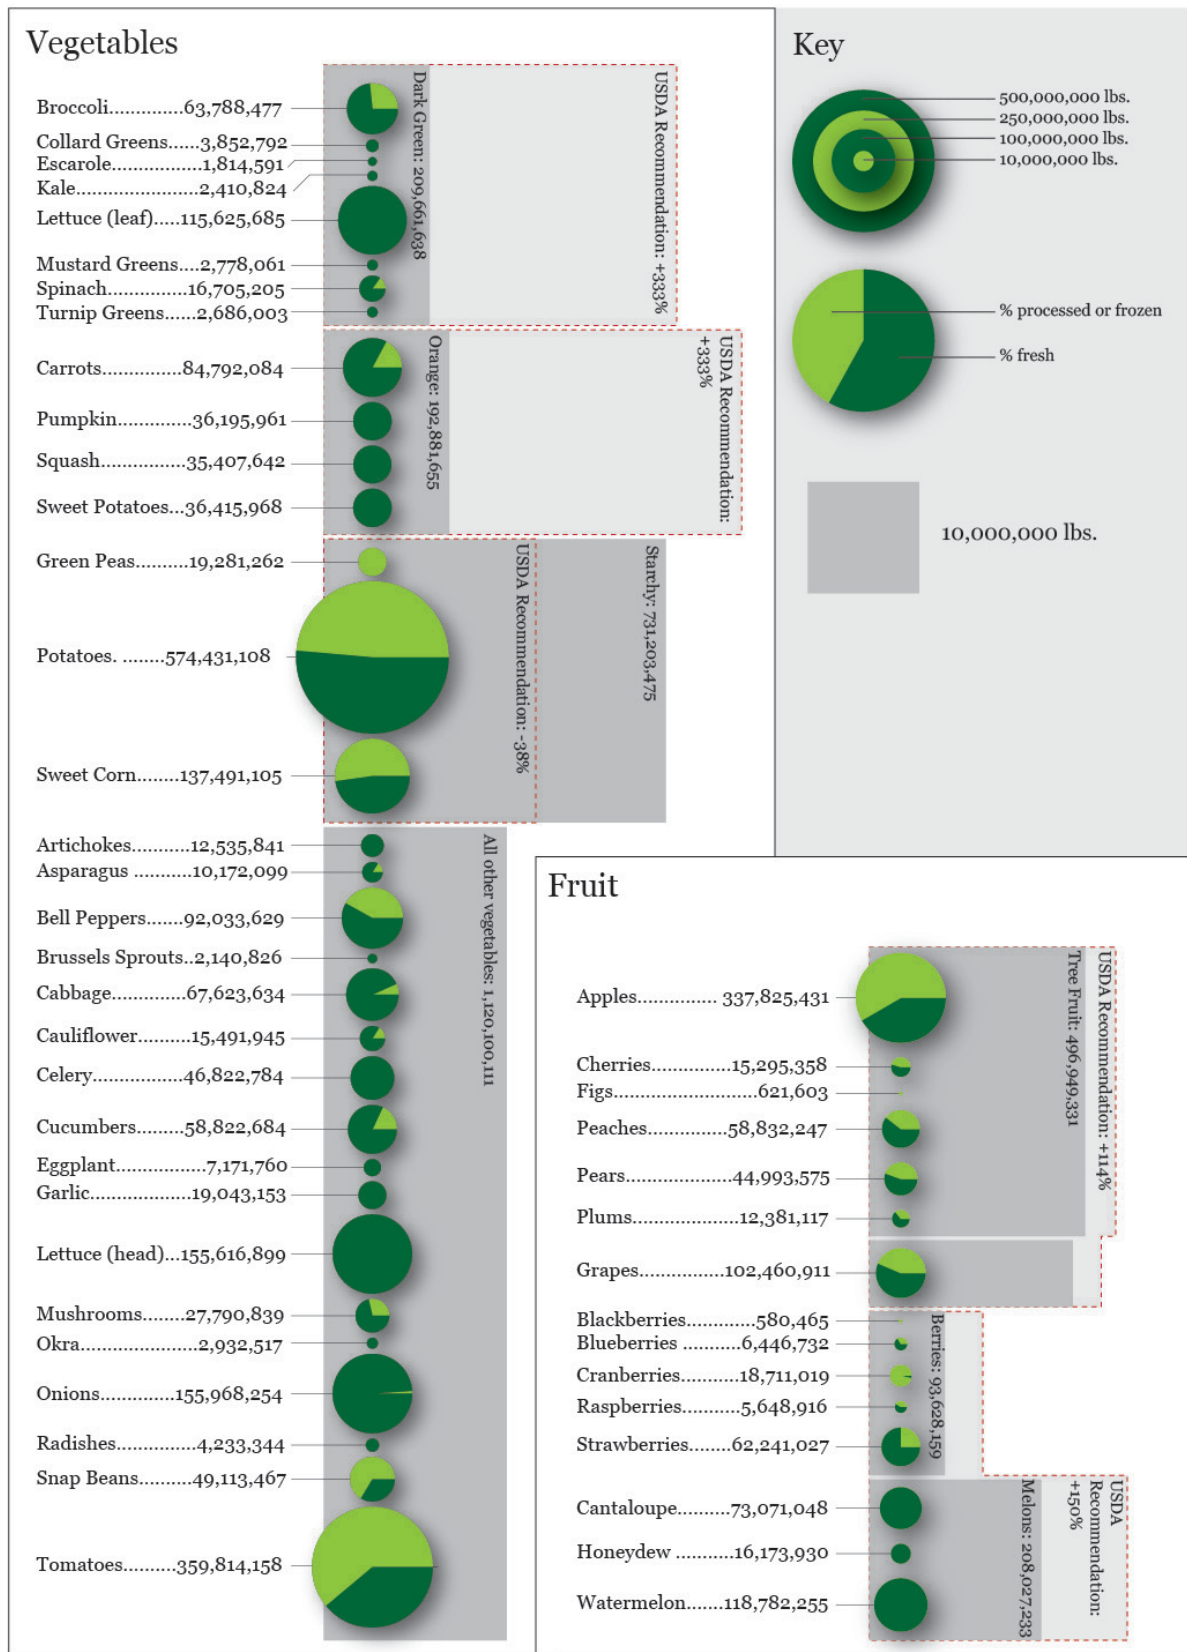 Vegetables
Broccoli............63,788,477
Collard Greens...3,852,792
Escarole...............1,814,591
Kale.....................2,410,824
Lettuce (leaf).....115,625,685
Mustard Greens...2,778,061
Spinach.............16,705,205
Turnip Greens....2,686,003
Dark Green: 209,661,638
USDA Recommendation: +333%
Carrots..............84,792,084
Pumpkin.............36,195,961
Squash...............35,407,642
Sweet Potatoes...36,415,968
Orange: 192,881,655
USDA Recommendation:
+333%
Green Peas.........19,281,262
Potatoes. ........574,431,108
Sweet Corn........137,491,105
USDA Recommendation: -38%
Starchy: 731,203,475
Artichokes..........12,535,841
Asparagus ..........10,172,099
Bell Peppers.......92,033,629
Brussels Sprouts..2,140,826
Cabbage.............67,623,634
Cauliflower........15,491,945
Celery................46,822,784
Cucumbers........58,822,684
Eggplant..............7,171,760
Garlic.................19,043,153
Lettuce (head)...155,616,899
Mushrooms.......27,790,839
Okra....................2,932,517
Onions..............155,968,254
Radishes..............4,233,344
Snap Beans........49,113,467
Tomatoes..........359,814,158
All other vegetables: 1,120,100,111
Key
500,000,000 lbs.
250,000,000 lbs.
100,000,000 lbs.
10,000,000 lbs.
% processed or frozen
% fresh
10,000,000 lbs.
Fruit
Apples............... 337,825,431
Cherries..............15,295,358
Figs..........................621,603
Peaches...............58,832,247
Pears...................44,993,575
Plums..................12,381,117
Tree Fruit: 496,949,331
USDA Recommendation: +114%
Grapes...............102,460,911
Blackberries............580,465
Blueberries ..........6,446,732
Cranberries.........18,711,019
Raspberries..........5,648,916
Strawberries.......62,241,027
Berries: 93,628,159
Cantaloupe.........73,071,048
Honeydew ..........16,173,930
Watermelon......118,782,255
Melons: 208,027,233
USDA
Recommendation:
+150%